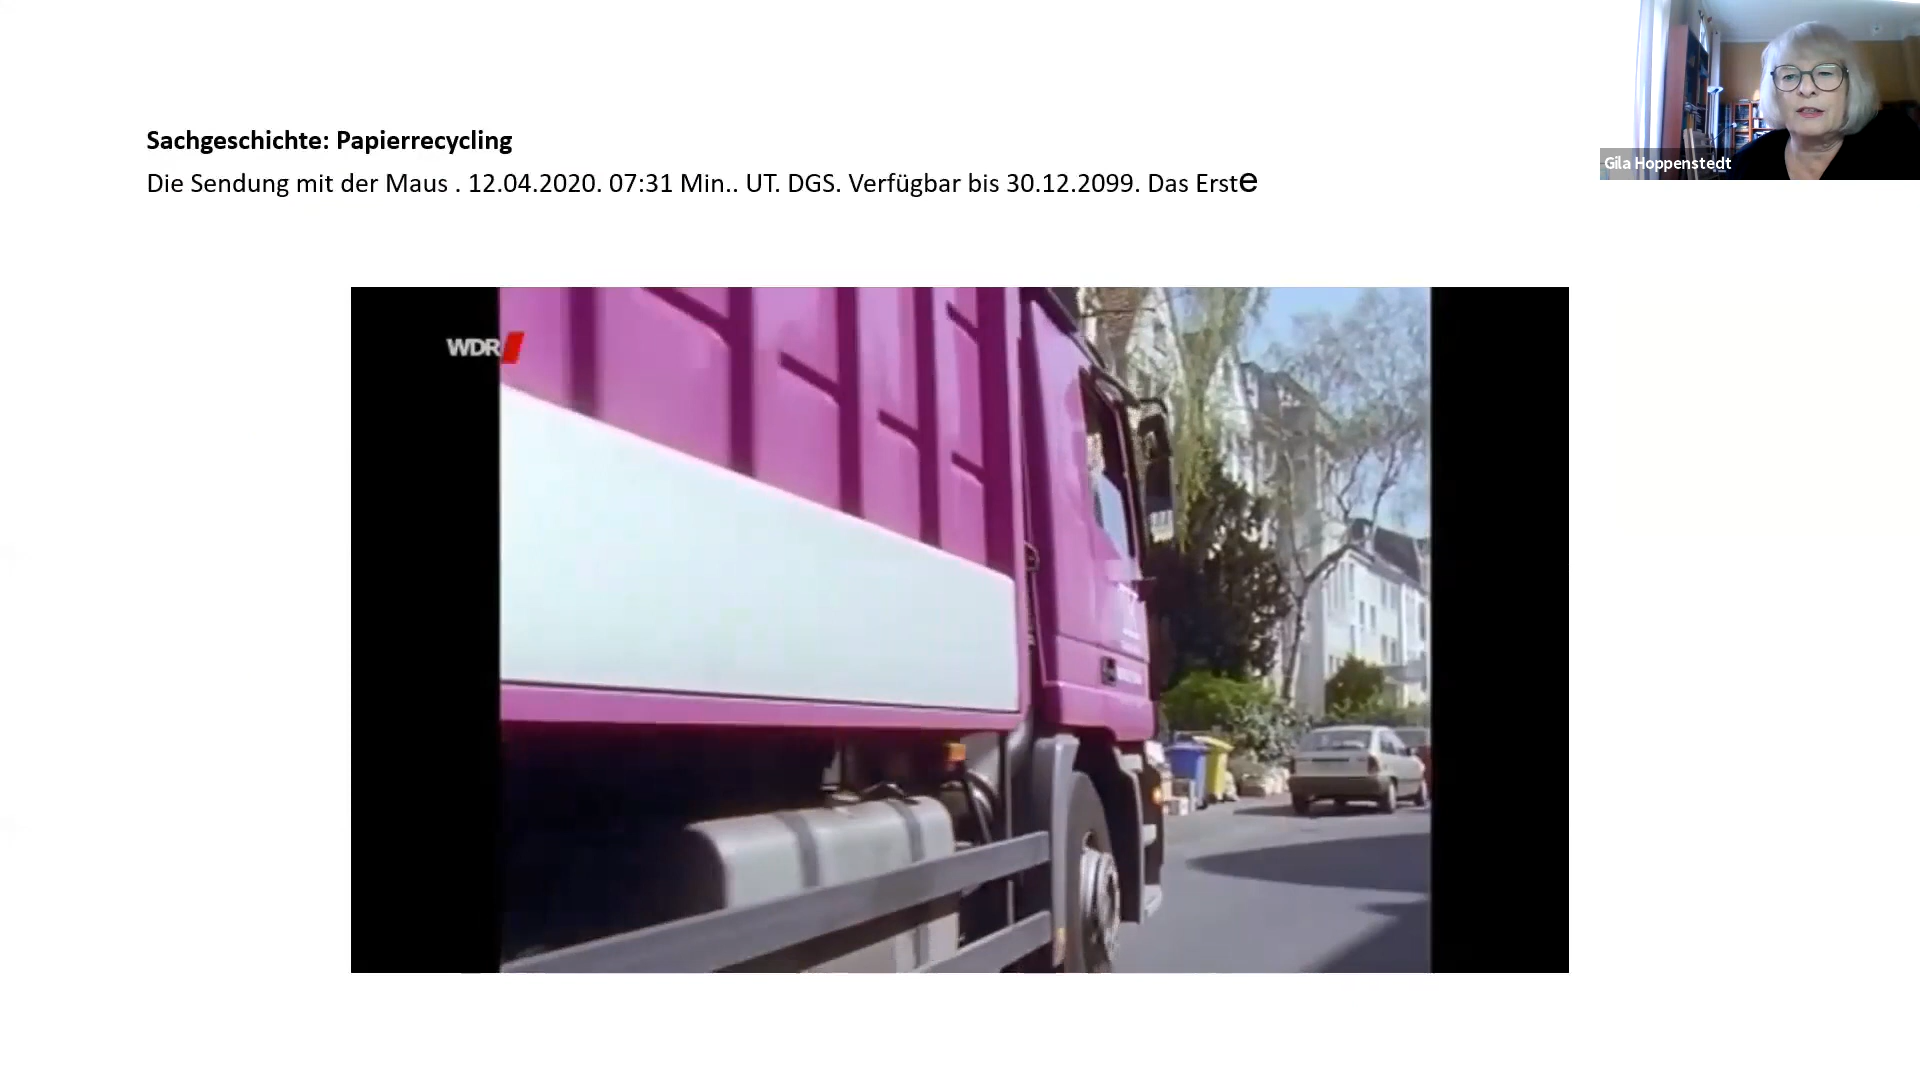 Sachgeschichte: Papierrecycling
Die Sendung mit der Maus . 12.04.2020. 07:31 Min.. UT. DGS. Verfügbar bis 30.12.2099. Das Erste
Gila Hoppenstedt
WDR